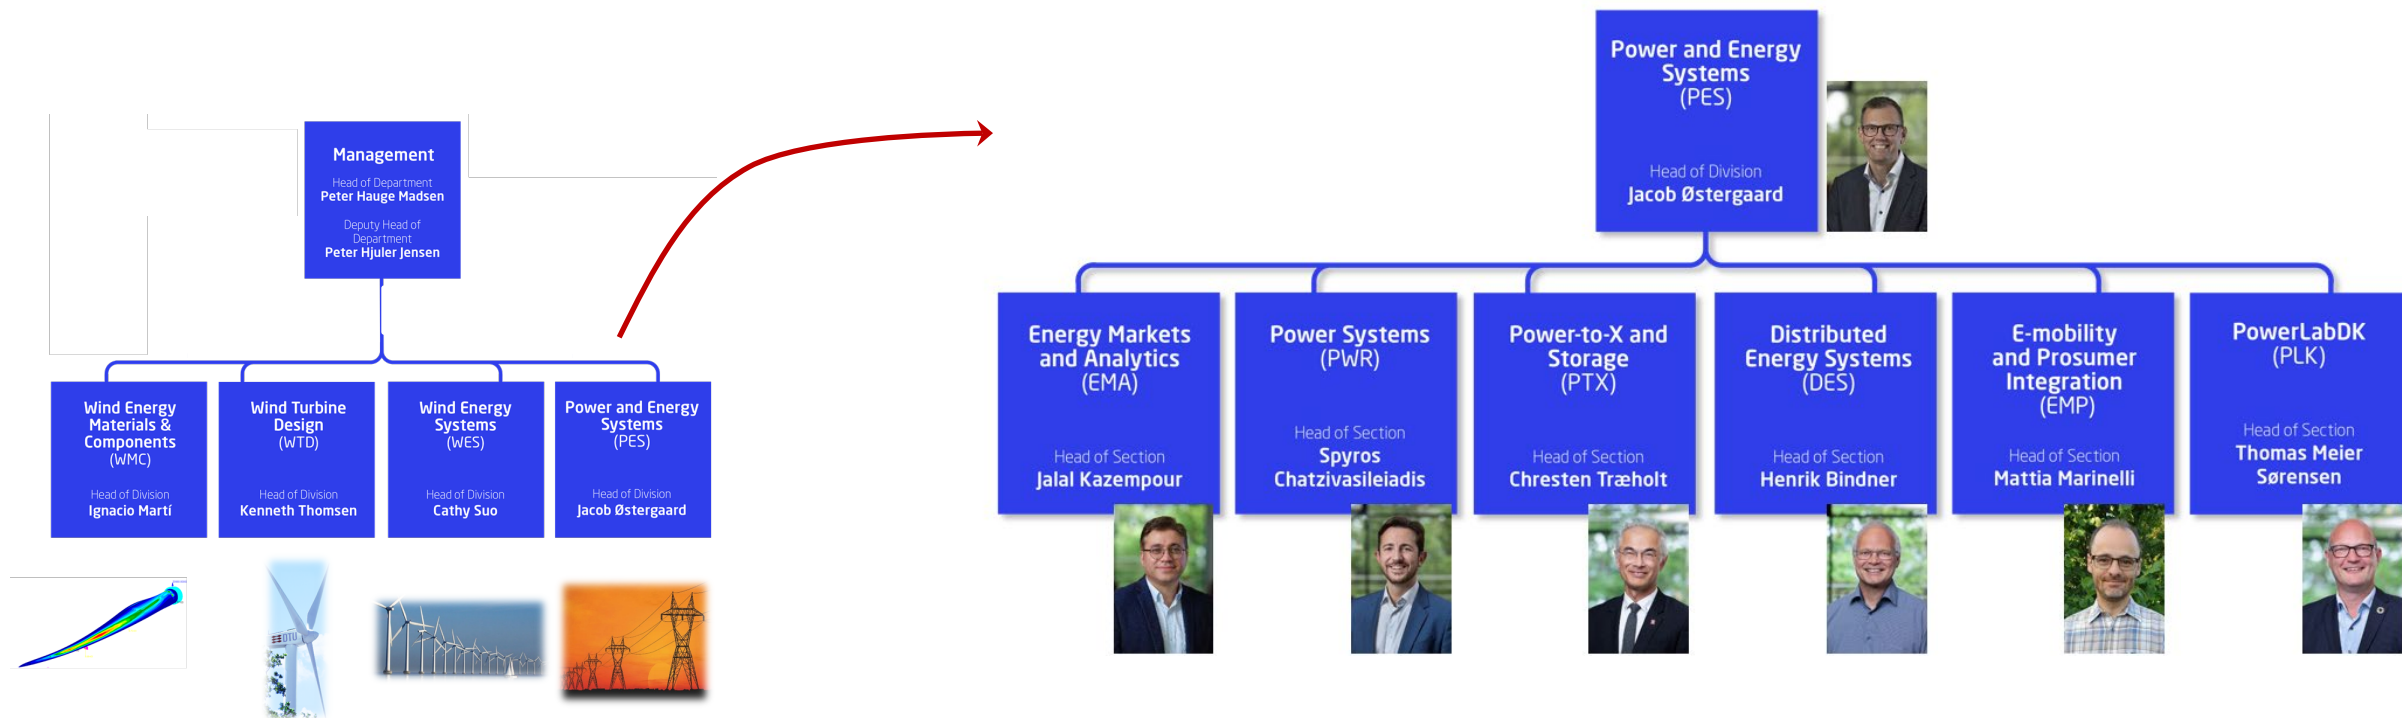 Management
Head of Department
Peter Hauge Madsen
Deputy Head of
Department
Peter Hjuler Jensen
Wind Energy
Materials &
Components
(WMC)
Head of Division
Ignacio Martí
Wind Turbine
Design
(WTD)
Head of Division
Kenneth Thomsen
Wind Energy
Systems
(WES)
Head of Division
Cathy Suo
Power and Energy
Systems
(PES)
Head of Division
Jacob Østergaard
DTU
Power and Energy
Systems
(PES)
Head of Division
Jacob Østergaard
Energy Markets
and Analytics
(EMA)
Head of Section
Jalal Kazempour
Power Systems
(PWR)
Head of Section
Spyros
Chatzivasileiadis
Power-to-X and
Storage
(PTX)
Head of Section
Chresten Træholt
Distributed
Energy Systems
(DES)
Head of Section
Henrik Bindner
E-mobility
and Prosumer
Integration
(EMP)
Head of Section
Mattia Marinelli
PowerLabDK
(PLK)
Head of Section
Thomas Meier
Sørensen